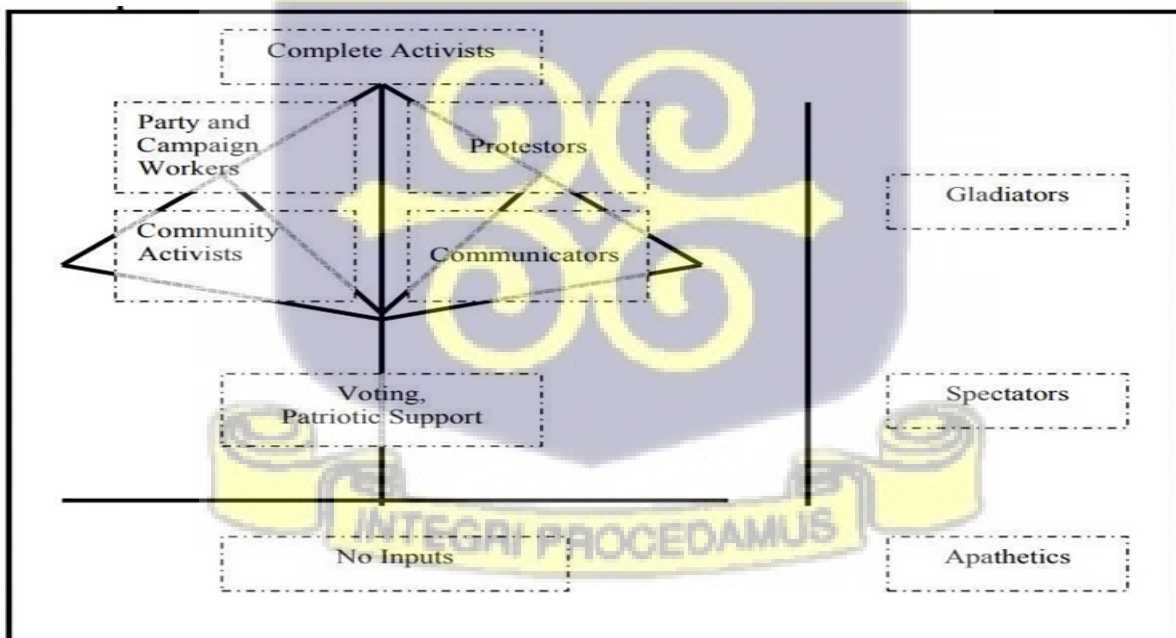 Complete Activists
Party and
Campaign
Workers
Protestors
Gladiators
Community
Activists
Communicators
Voting,
Patriotic Support
Spectators
INTEGRI PROCEDAMUS
No Inputs
Apathetics